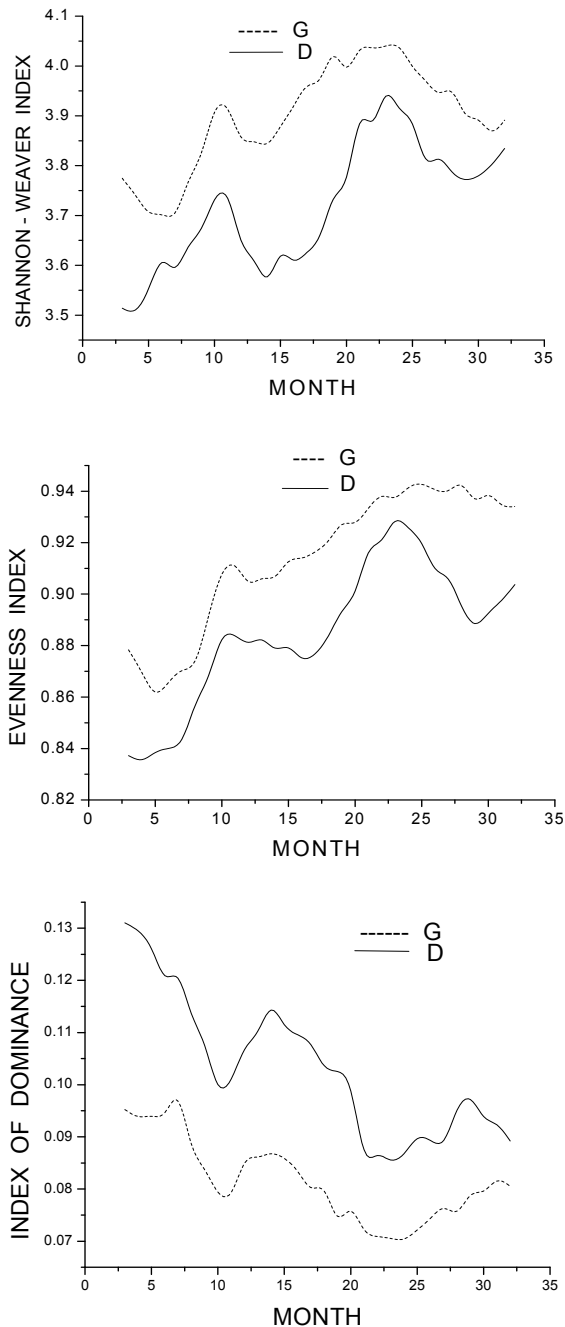 G
D
SHANNON - WEAVER INDEX
4.1
4.0
3.9
3.8
3.7
3.6
3.5
0 5 10 15 20 25 30 35
MONTH
G
D
EVENNESS INDEX
0.94
0.92
0.90
0.88
0.86
0.84
0.82
0 5 10 15 20 25 30 35
MONTH
G
D
INDEX OF DOMINANCE
0.13
0.12
0.11
0.10
0.09
0.08
0.07
0 5 10 15 20 25 30 35
MONTH